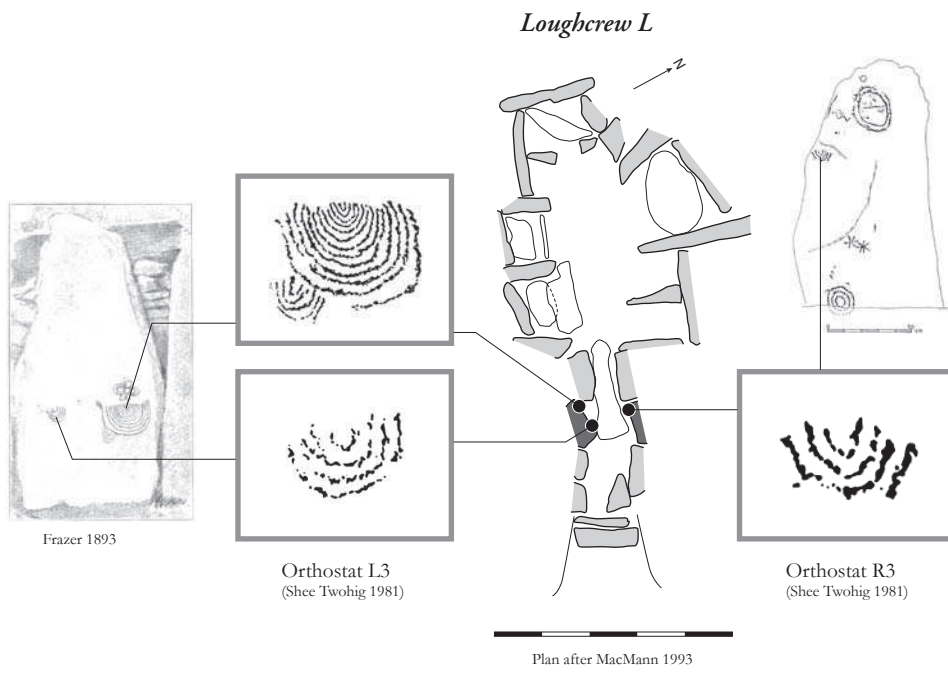 Loughcrew L
N
Frazer 1893
Orthostat L3
(Shee Twohig 1981)
Orthostat R3
(Shee Twohig 1981)
Plan after MacMann 1993